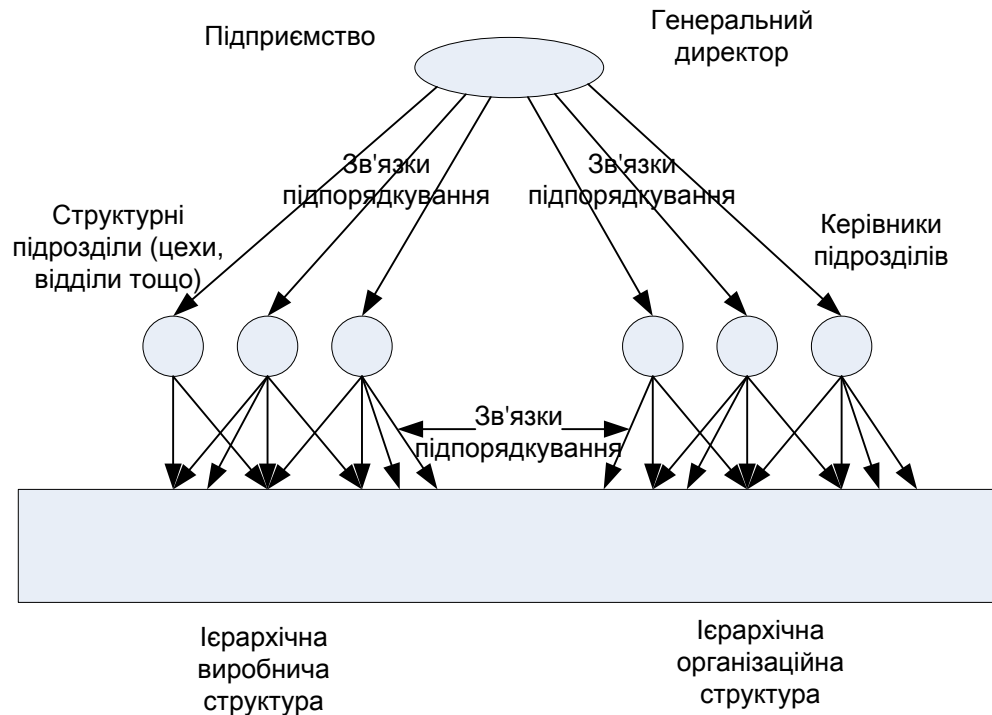 Підприємство
Генеральний
директор
Зв'язки
підпорядкування
Зв'язки
підпорядкування
Структурні
підрозділи (цехи,
відділи тощо)
Керівники
підрозділів
Зв'язки
підпорядкування
Ієрархічна
виробнича
структура
Ієрархічна
організаційна
структура